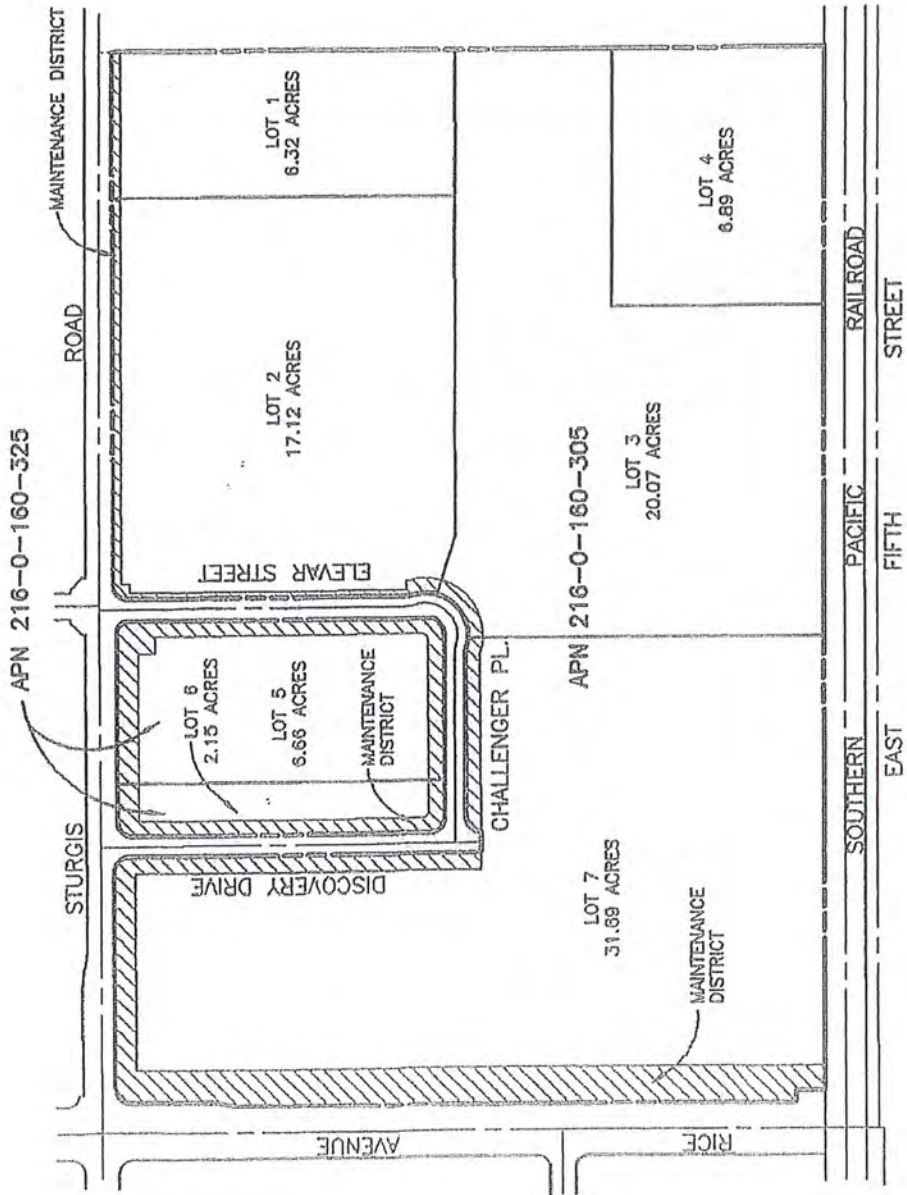 MAINTENANCE DISTRICT
APN 216-0-160-325
STURGIS
ROAD
LOT 1
6.32 ACRES
LOT 2
17.12 ACRES
ELEVAR STREET
LOT 6
2.15 ACRES
LOT 5
6.66 ACRES
MAINTENANCE
DISTRICT
DISCOVERY DRIVE
CHALLENGER PL.
APN 216-0-160-305
LOT 4
6.89 ACRES
LOT 3
20.07 ACRES
LOT 7
31.69 ACRES
MAINTENANCE
DISTRICT
AVENUE
RICE
SOUTHERN
PACIFIC
RAILROAD
EAST
FIFTH
STREET